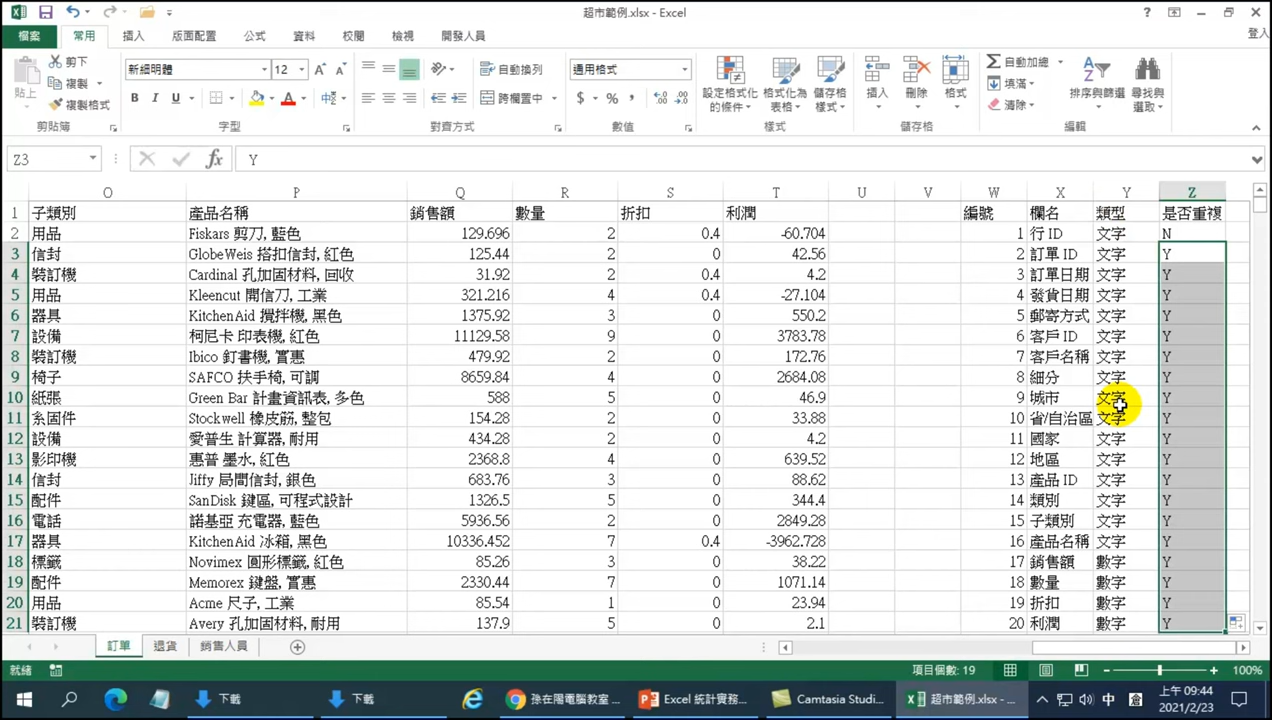 超市範例.xlsx - Excel
檔案 常用 插入 版面配置 公式 資料 校閱 檢視 開發人員 登入
貼上 剪下 複製 複製格式 剪貼簿
新細明體 12 字型
自動換列 跨欄置中 對齊方式
通用格式 數值
設定格式化的條件 格式化為表格 儲存格樣式 樣式
插入 刪除 格式 儲存格
自動加總 填滿 清除 排序與篩選 尋找與選取 編輯
Z3 fx Y
O P Q R S T U V W X Y Z
1 子類別 產品名稱 銷售額 數量 折扣 利潤 編號 欄名 類型 是否重複
2 用品 Fiskars 剪刀, 藍色 129.696 2 0.4 -60.704 1 行 ID 文字 N
3 信封 GlobeWeis 搭扣信封, 紅色 125.44 2 0 42.56 2 訂單 ID 文字 Y
4 裝訂機 Cardinal 孔加固材料, 回收 31.92 2 0.4 4.2 3 訂單日期 文字 Y
5 用品 Kleencut 開信刀, 工業 321.216 4 0.4 -27.104 4 發貨日期 文字 Y
6 器具 KitchenAid 攪拌機, 黑色 1375.92 3 0 550.2 5 郵寄方式 文字 Y
7 設備 柯尼卡 印表機, 紅色 11129.58 9 0 3783.78 6 客戶 ID 文字 Y
8 裝訂機 Ibico 釘書機, 實惠 479.92 2 0 172.76 7 客戶名稱 文字 Y
9 椅子 SAFCO 扶手椅, 可調 8659.84 4 0 2684.08 8 細分 文字 Y
10 紙張 Green Bar 計畫資訊表, 多色 588 5 0 46.9 9 城市 文字 Y
11 系固件 Stockwell 橡皮筋, 整包 154.28 2 0 33.88 10 省/自治區 文字 Y
12 設備 愛普生 計算器, 耐用 434.28 2 0 4.2 11 國家 文字 Y
13 影印機 惠普 墨水, 紅色 2368.8 4 0 639.52 12 地區 文字 Y
14 信封 Jiffy 局間信封, 銀色 683.76 3 0 88.62 13 產品 ID 文字 Y
15 配件 SanDisk 鍵區, 可程式設計 1326.5 5 0 344.4 14 類別 文字 Y
16 電話 諾基亞 充電器, 藍色 5936.56 2 0 2849.28 15 子類別 文字 Y
17 器具 KitchenAid 冰箱, 黑色 10336.452 7 0.4 -3962.728 16 產品名稱 文字 Y
18 標籤 Novimex 圓形標籤, 紅色 85.26 3 0 38.22 17 銷售額 數字 Y
19 配件 Memorex 鍵盤, 實惠 2330.44 7 0 1071.14 18 數量 數字 Y
20 用品 Acme 尺子, 工業 85.54 1 0 23.94 19 折扣 數字 Y
21 裝訂機 Avery 孔加固材料, 耐用 137.9 5 0 2.1 20 利潤 數字 Y
訂單 退貨 銷售人員
就緒 項目個數: 19 100%
下載 下載 孫在陽電腦教室... Excel 統計實務... Camtasia Studi... 超市範例.xlsx - ... 中 上午 09:44
2021/2/23